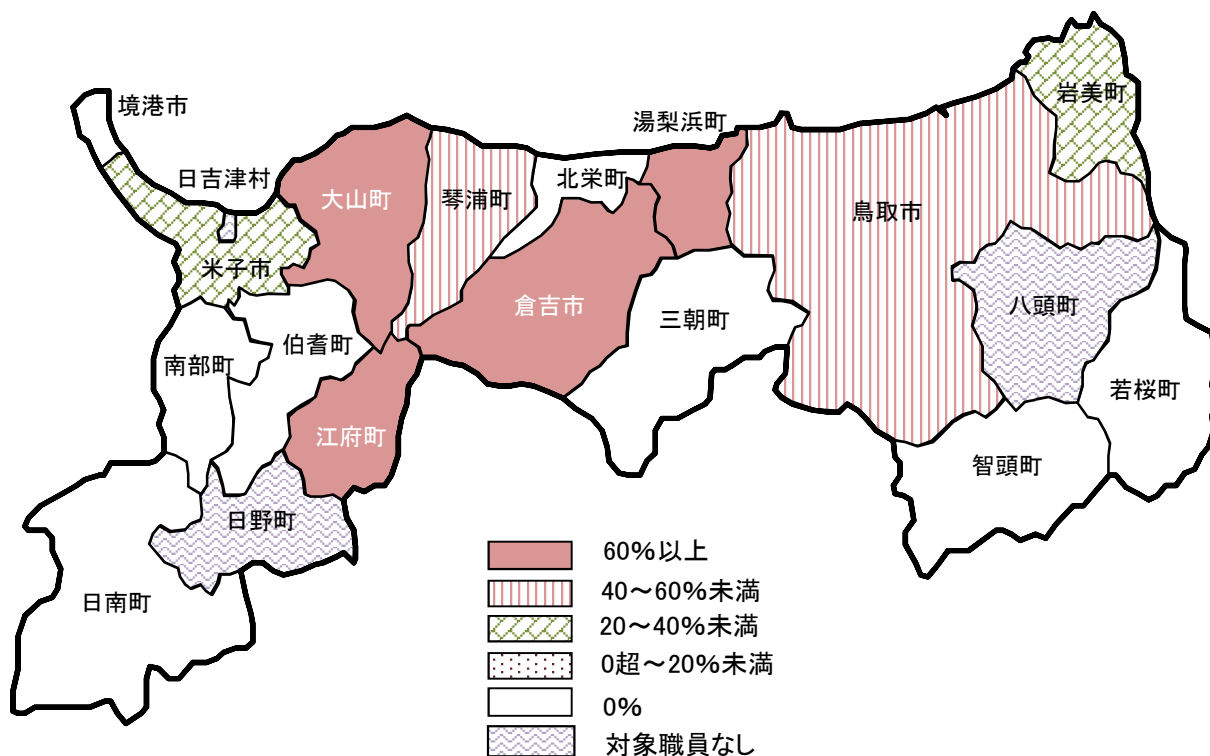 岩美町
境港市
湯梨浜町
日吉津村
北栄町
大山町
琴浦町
鳥取市
米子市
倉吉市
八頭町
三朝町
伯耆町
南部町
若桜町
江府町
智頭町
日野町
日南町
60%以上
40～60%未満
20～40%未満
0超～20%未満
0%
対象職員なし